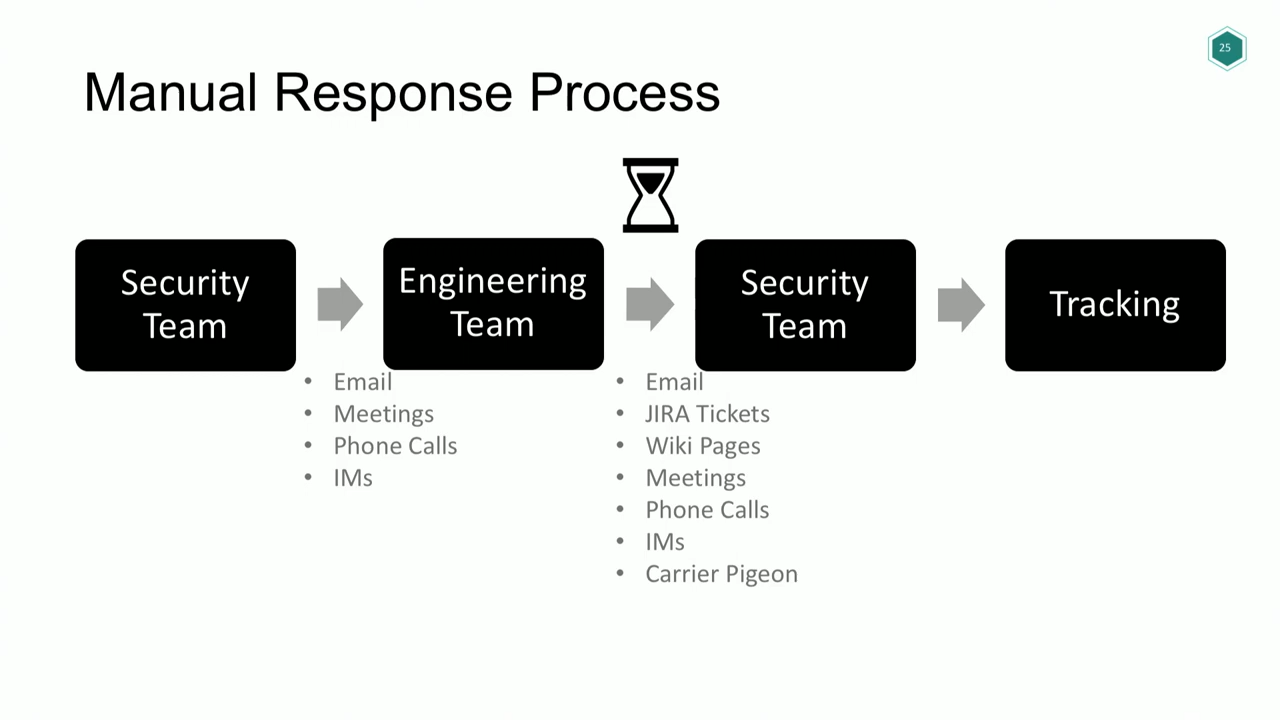 25
Manual Response Process
Security
Team
Engineering
Team
Security
Team
Tracking
• Email
• Meetings
• Phone Calls
• IMs
• Email
• JIRA Tickets
• Wiki Pages
• Meetings
• Phone Calls
• IMs
• Carrier Pigeon